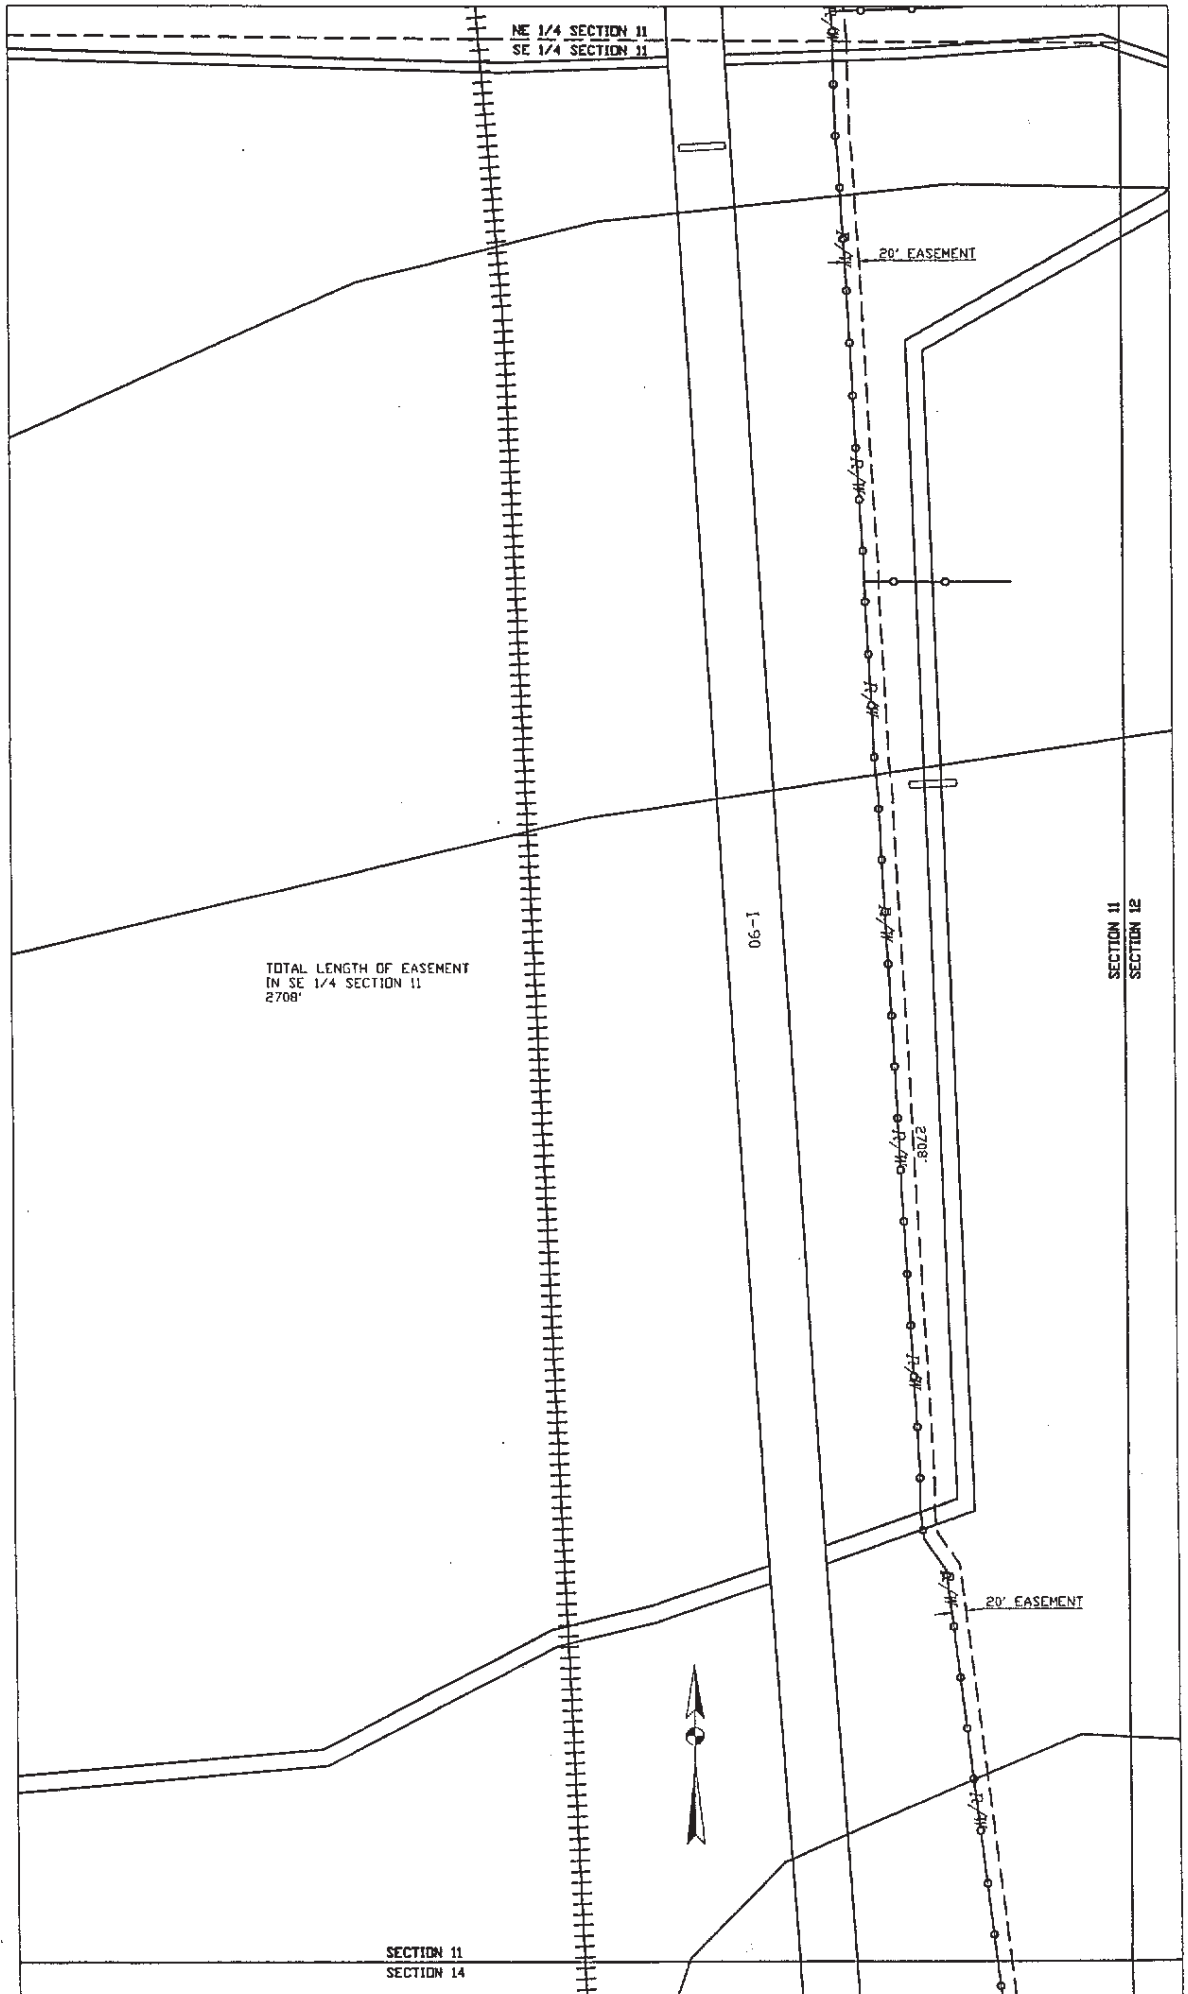 NE 1/4 SECTION 11
SE 1/4 SECTION 11
R/W
R/W
20' EASEMENT
R/W
R/W
I-90
R/W
SECTION 11
SECTION 12
TOTAL LENGTH OF EASEMENT
IN SE 1/4 SECTION 11
2708'
2708'
R/W
R/W
R/W
20' EASEMENT
R/W
SECTION 11
SECTION 14